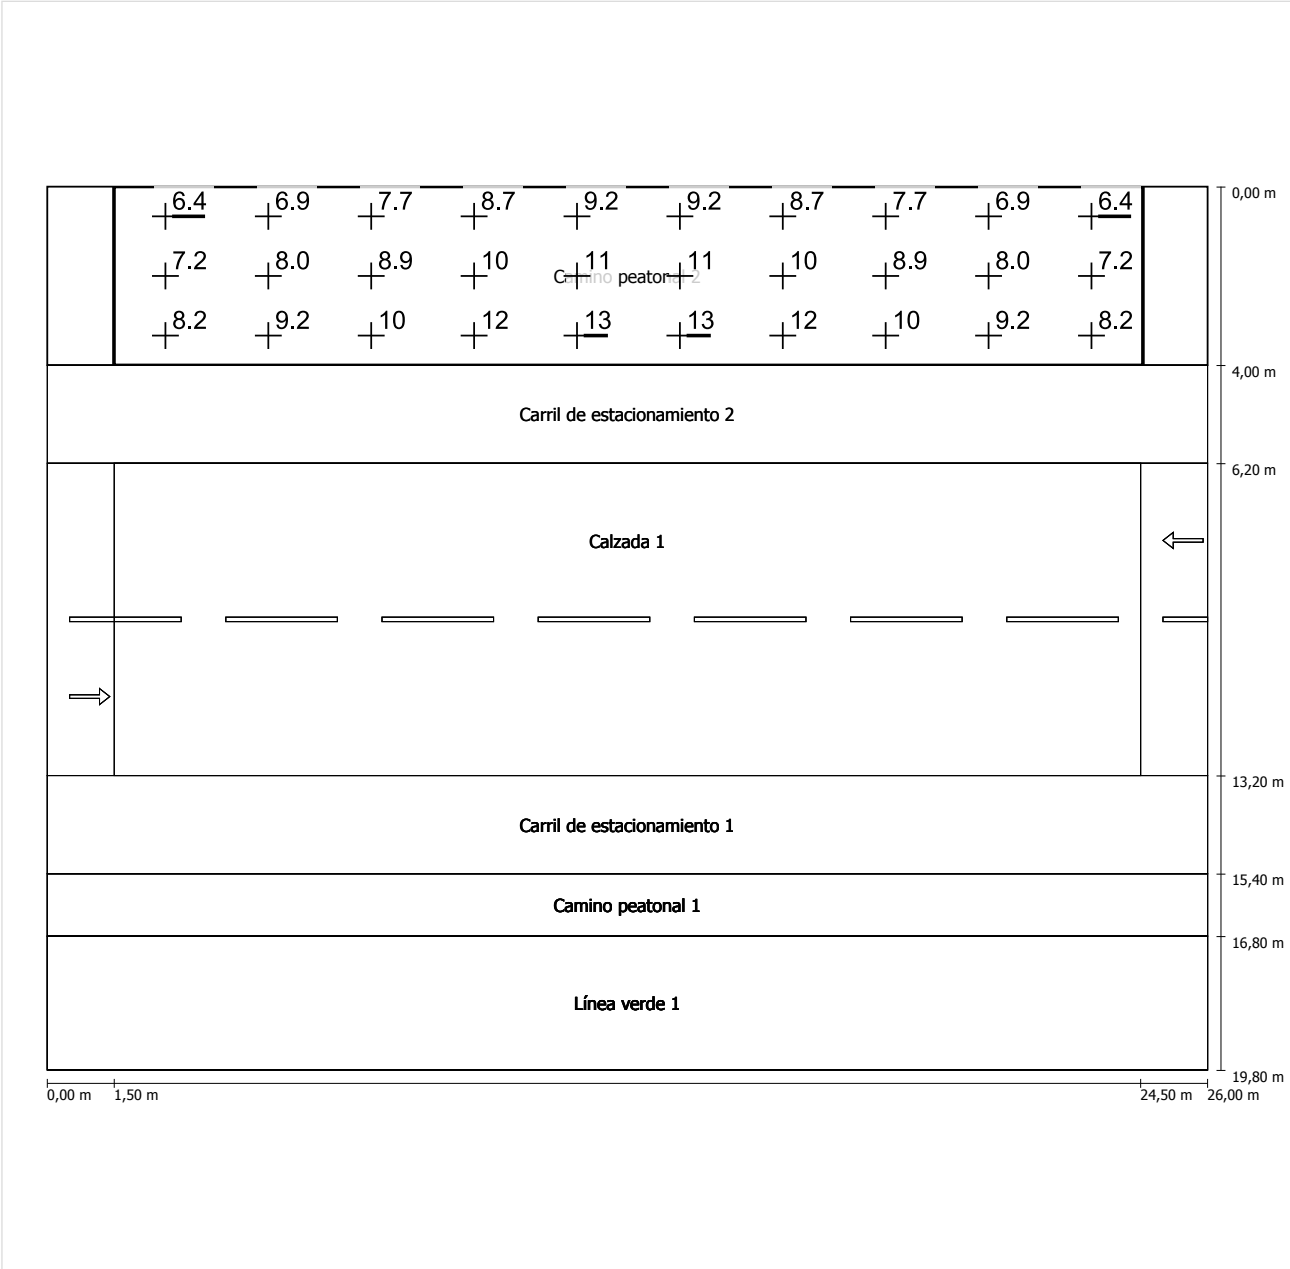 6.4 6.9 7.7 8.7 9.2 9.2 8.7 7.7 6.9 6.4
0,00 m
7.2 8.0 8.9 10 11 11 10 8.9 8.0 7.2
Camino peatonal 2
8.2 9.2 10 12 13 13 12 10 9.2 8.2
4,00 m
Carril de estacionamiento 2
6,20 m
Calzada 1
13,20 m
Carril de estacionamiento 1
15,40 m
Camino peatonal 1
16,80 m
Línea verde 1
19,80 m
0,00 m 1,50 m 24,50 m 26,00 m